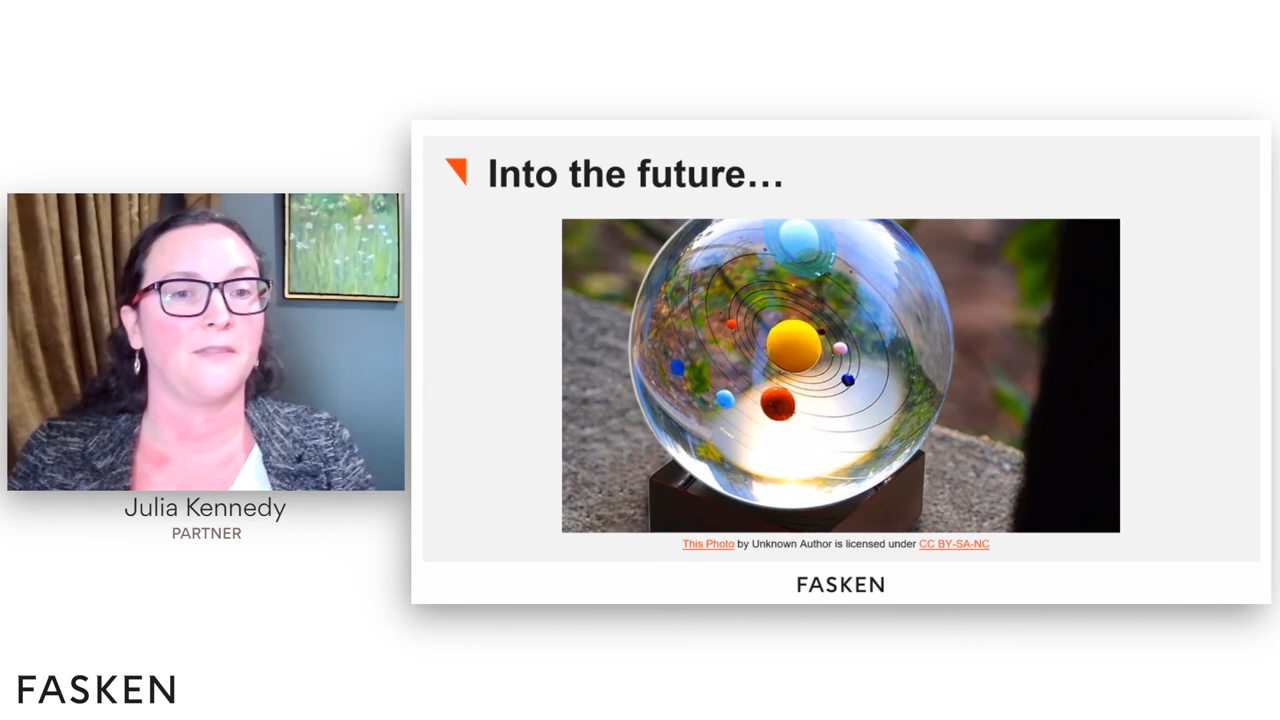 Into the future…
This Photo by Unknown Author is licensed under CC BY-SA-NC
FASKEN
Julia Kennedy
PARTNER
FASKEN